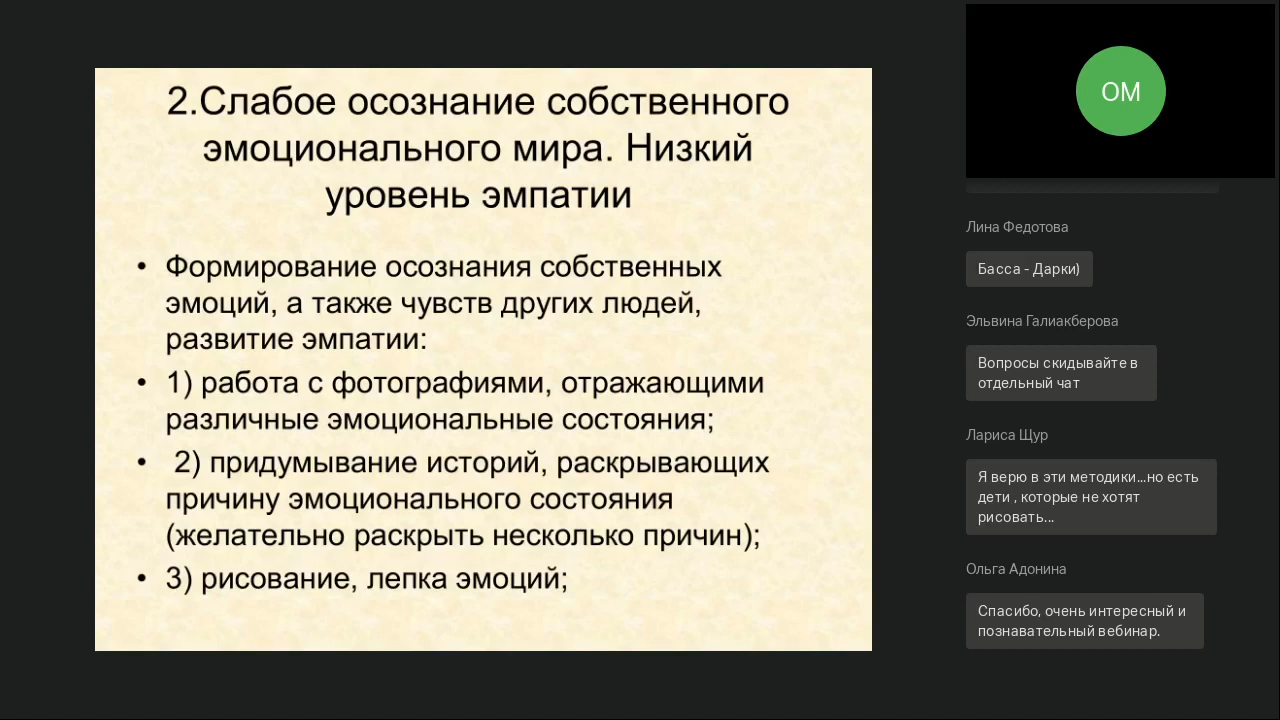 2.Слабое осознание собственного
эмоционального мира. Низкий
уровень эмпатии
• Формирование осознания собственных
эмоций, а также чувств других людей,
развитие эмпатии:
• 1) работа с фотографиями, отражающими
различные эмоциональные состояния;
• 2) придумывание историй, раскрывающих
причину эмоционального состояния
(желательно раскрыть несколько причин);
• 3) рисование, лепка эмоций;
ОМ
Лина Федотова
Басса - Дарки)
Эльвина Галиакберова
Вопросы скидывайте в
отдельный чат
Лариса Щур
Я верю в эти методики...но есть
дети , которые не хотят
рисовать...
Ольга Адонина
Спасибо, очень интересный и
познавательный вебинар.